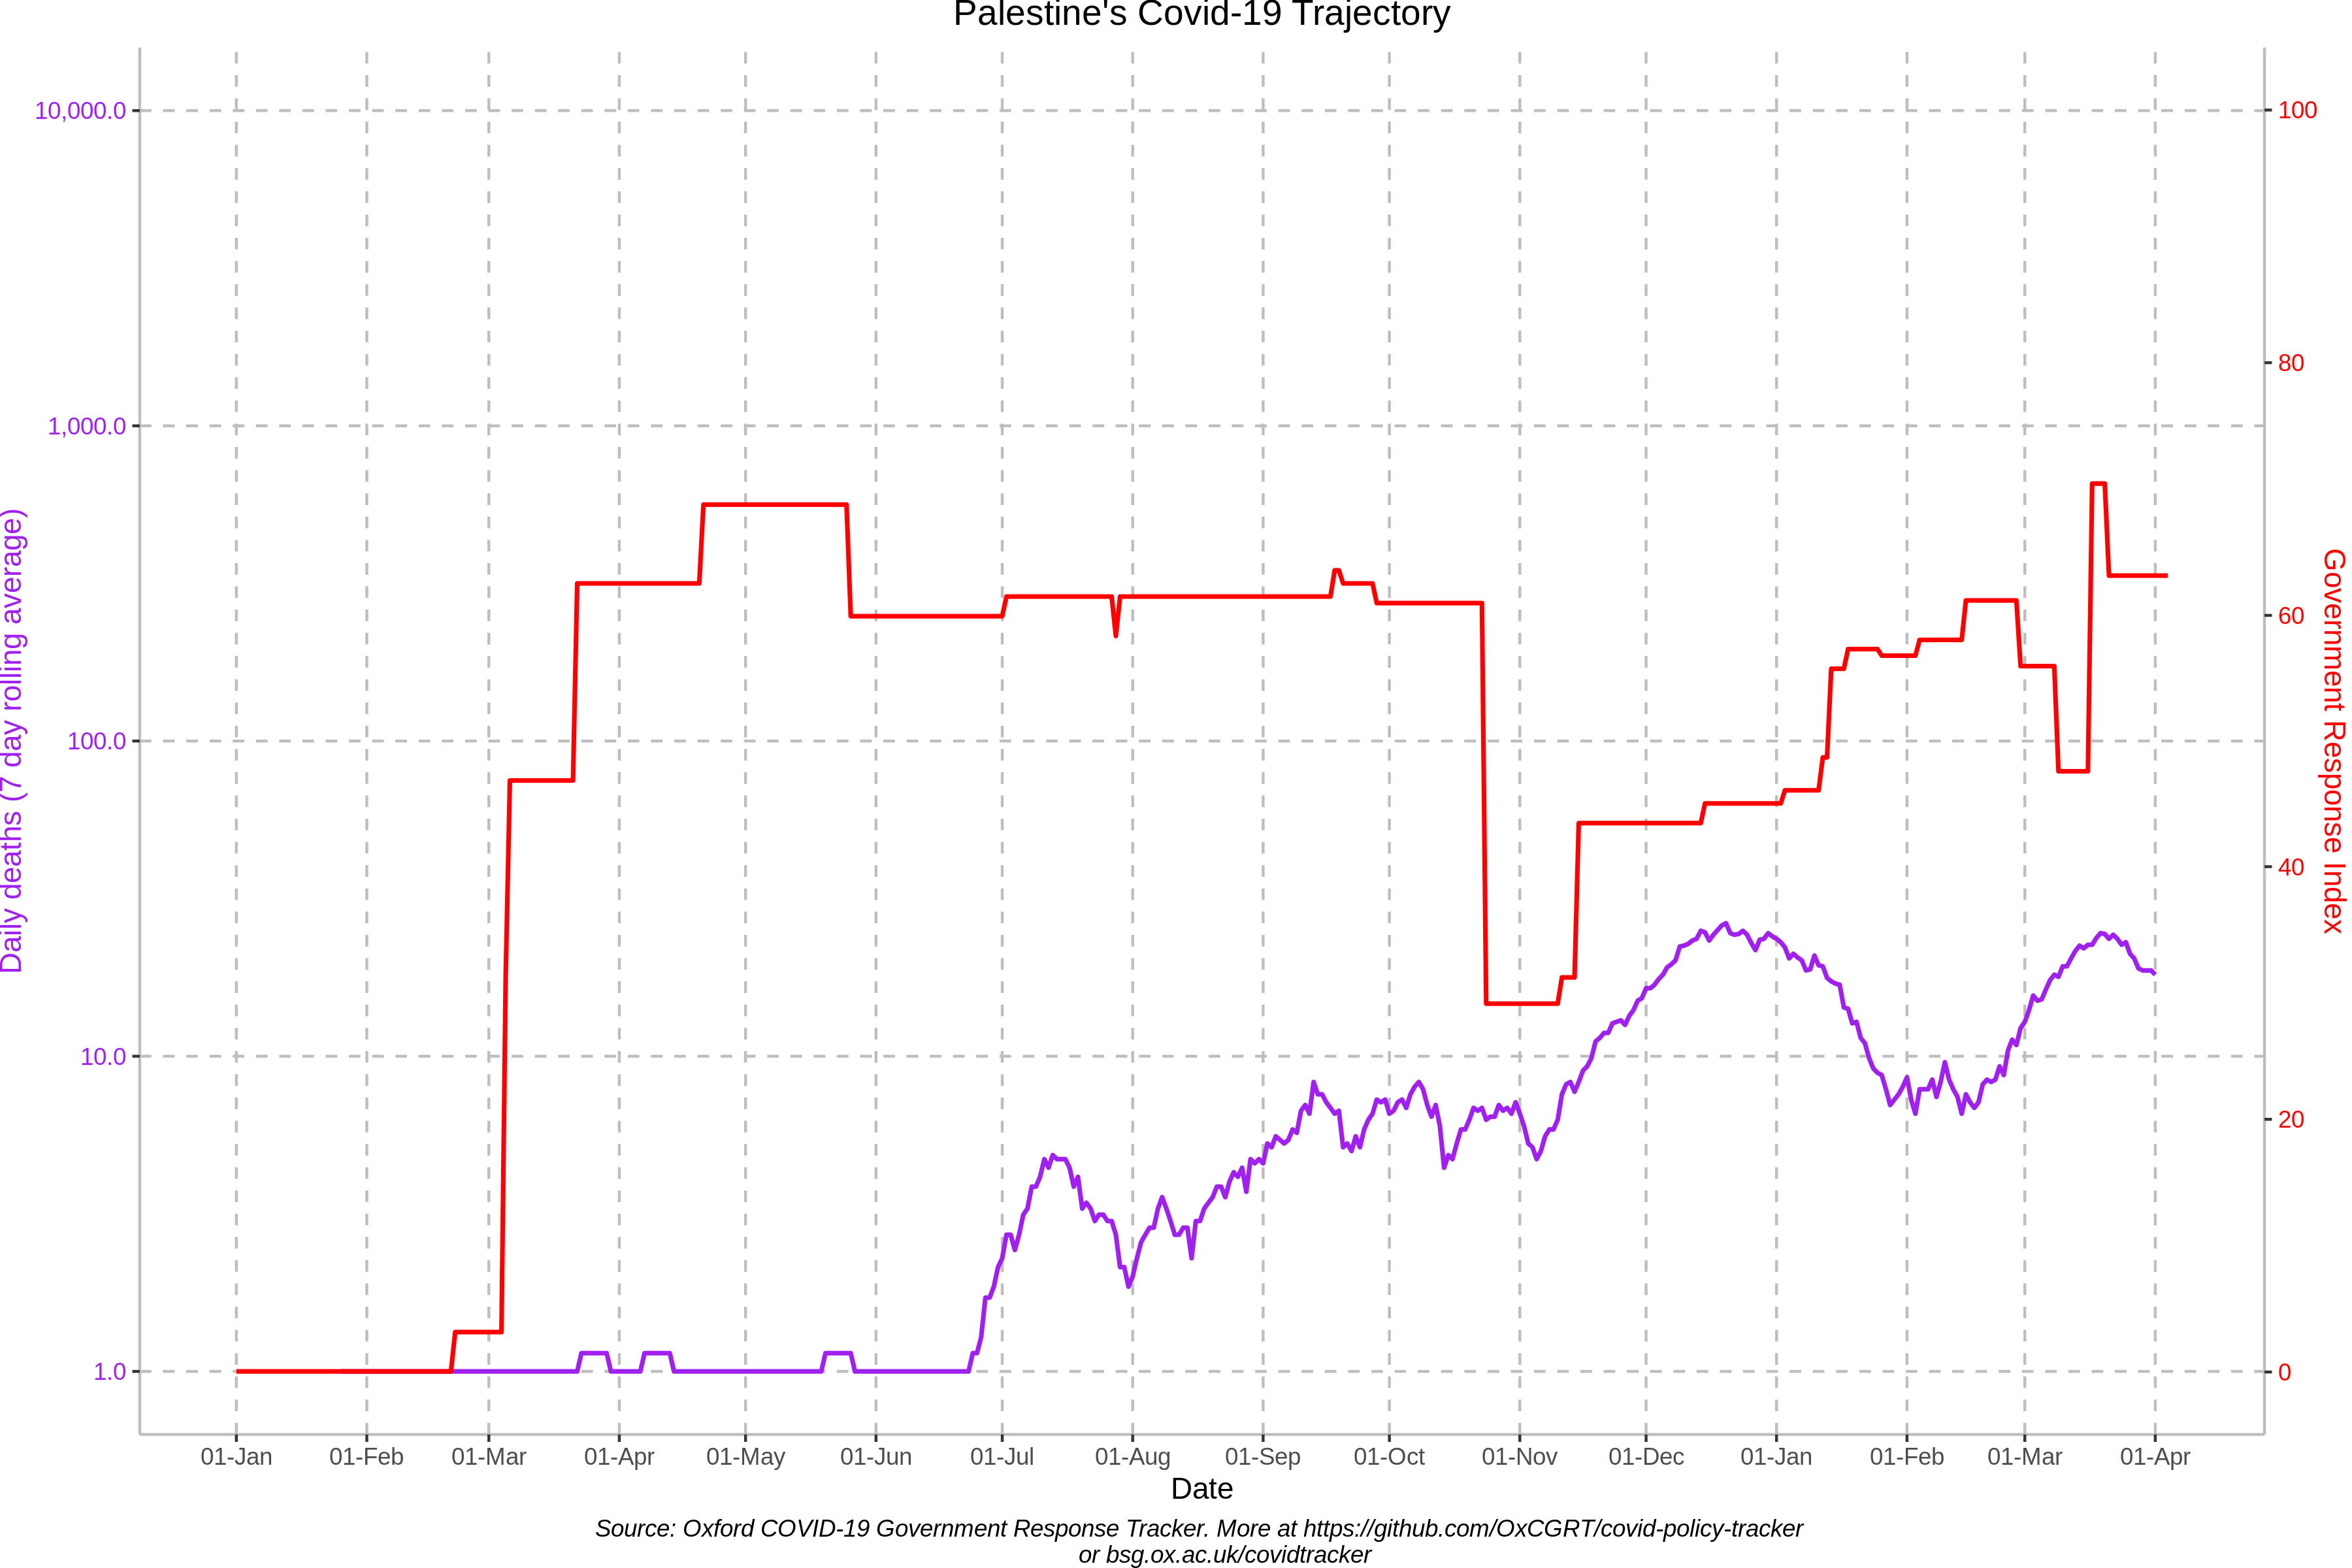 Palestine's Covid-19 Trajectory
10,000.0
1,000.0
100.0
10.0
1.0
Daily deaths (7 day rolling average)
100
80
60
40
20
0
Government Response Index
01-Jan 01-Feb 01-Mar 01-Apr 01-May 01-Jun 01-Jul 01-Aug 01-Sep 01-Oct 01-Nov 01-Dec 01-Jan 01-Feb 01-Mar 01-Apr
Date
Source: Oxford COVID-19 Government Response Tracker. More at https://github.com/OxCGRT/covid-policy-tracker
or bsg.ox.ac.uk/covidtracker